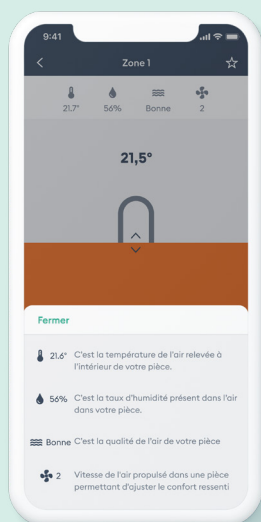 9:41
Zone 1
21.7° 56% Bonne 2
21,5°
Fermer
21.6° C'est la température de l'air relevée à
l'intérieur de votre pièce.
56% C'est la taux d'humidité présent dans l'air
dans votre pièce.
Bonne C'est la qualité de l'air de votre pièce
2 Vitesse de l'air propulsé dans une pièce
permettant d'ajuster le confort ressenti